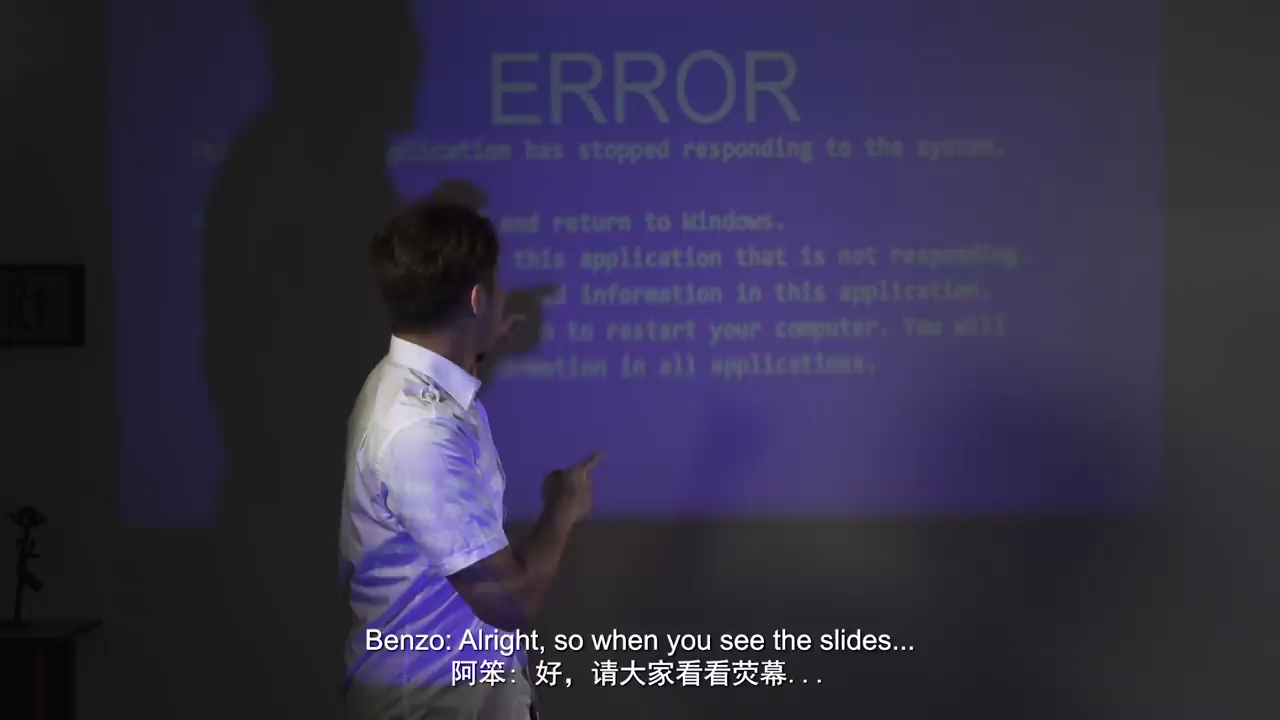 ERROR
plication has stopped responding to the system.
and return to Windows.
this application that is not responding.
information in this application.
to restart your computer. You will
in all applications.
Benzo: Alright, so when you see the slides...
阿笨：好，请大家看看荧幕...